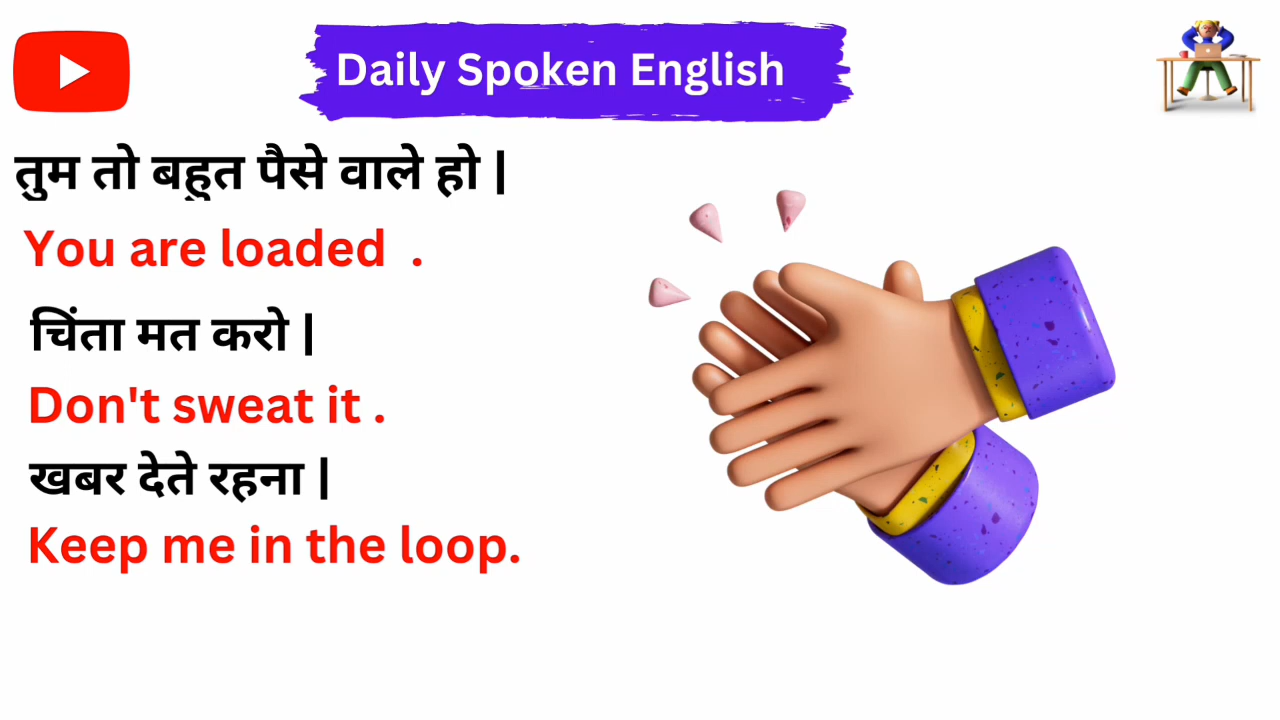 Daily Spoken English
तुम तो बहुत पैसे वाले हो |
You are loaded .
चिंता मत करो |
Don't sweat it .
खबर देते रहना |
Keep me in the loop.